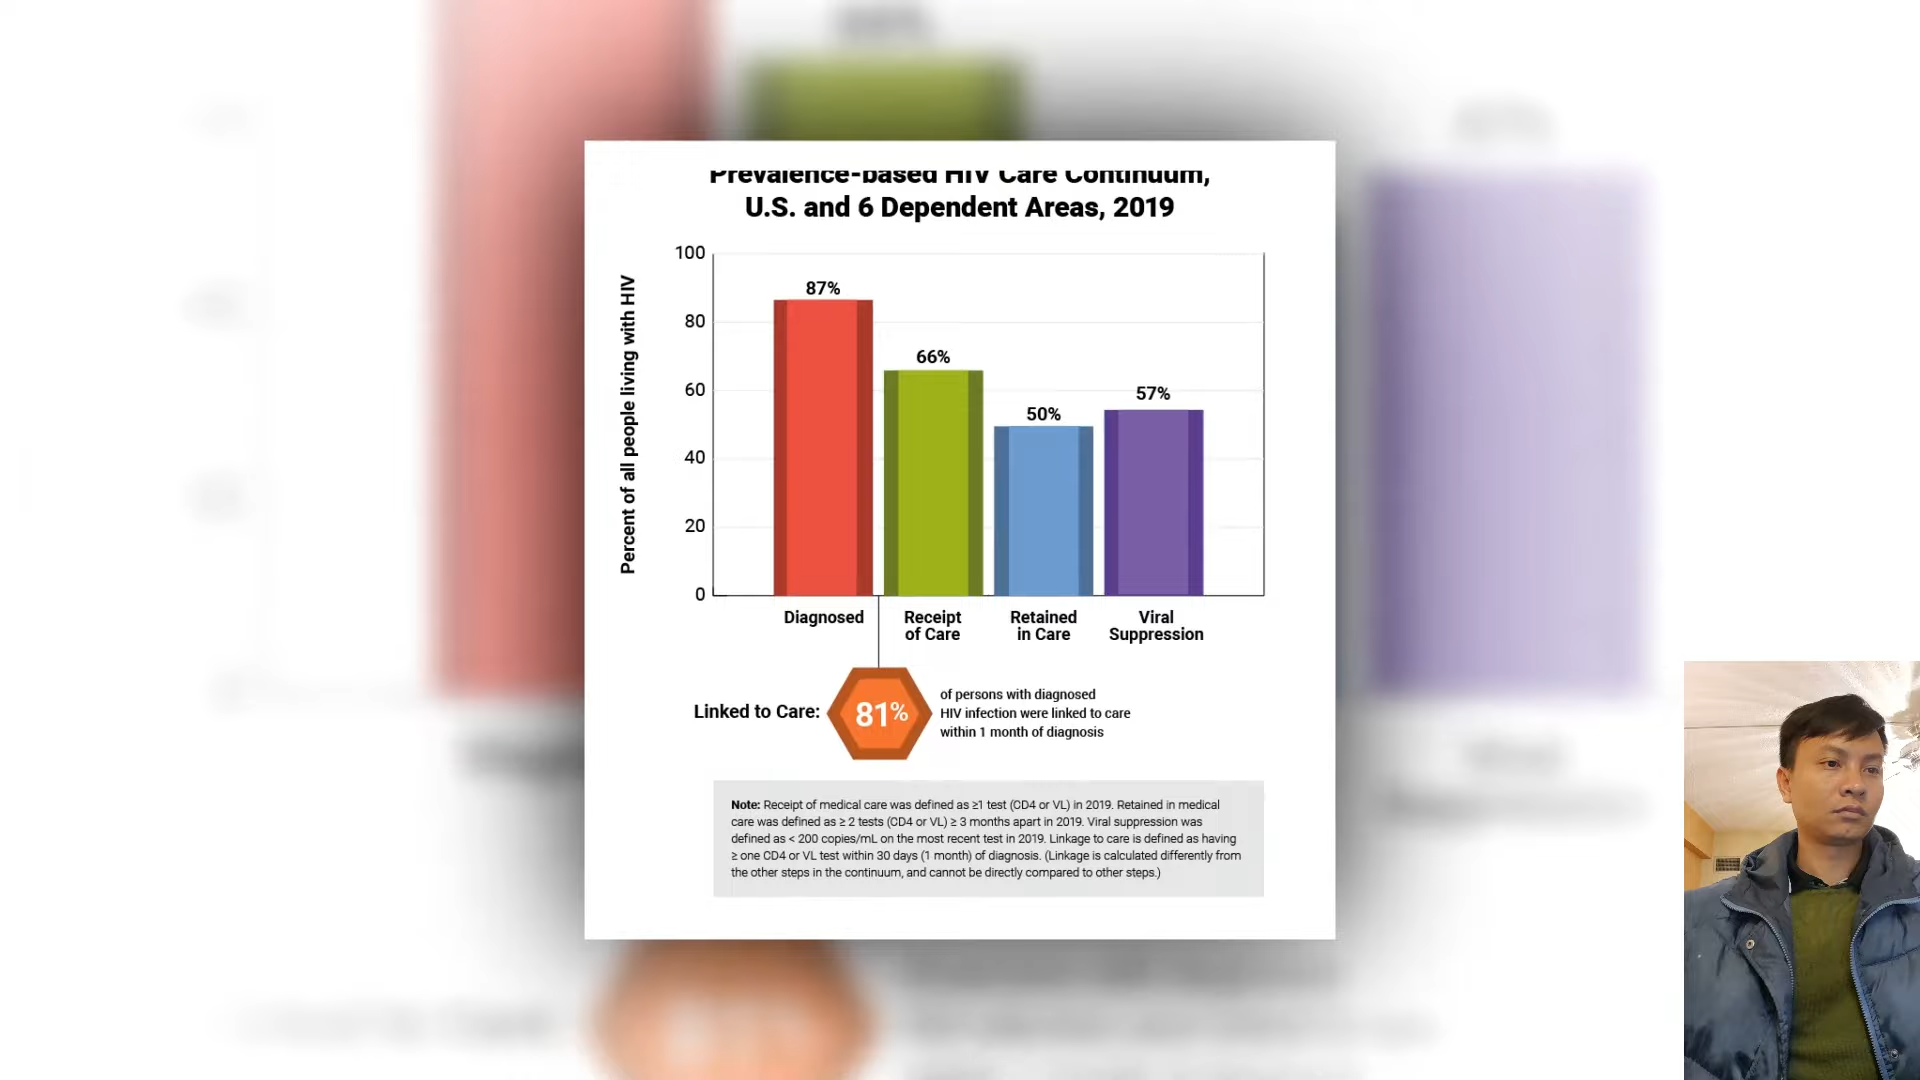 Prevalence-based HIV Care Continuum,
U.S. and 6 Dependent Areas, 2019
Percent of all people living with HIV
100
80
60
40
20
0
87%
66%
50%
57%
Diagnosed
Receipt
of Care
Retained
in Care
Viral
Suppression
Linked to Care:
81%
of persons with diagnosed
HIV infection were linked to care
within 1 month of diagnosis
Note: Receipt of medical care was defined as ≥1 test (CD4 or VL) in 2019. Retained in medical
care was defined as ≥ 2 tests (CD4 or VL) ≥ 3 months apart in 2019. Viral suppression was
defined as < 200 copies/mL on the most recent test in 2019. Linkage to care is defined as having
≥ one CD4 or VL test within 30 days (1 month) of diagnosis. (Linkage is calculated differently from
the other steps in the continuum, and cannot be directly compared to other steps.)